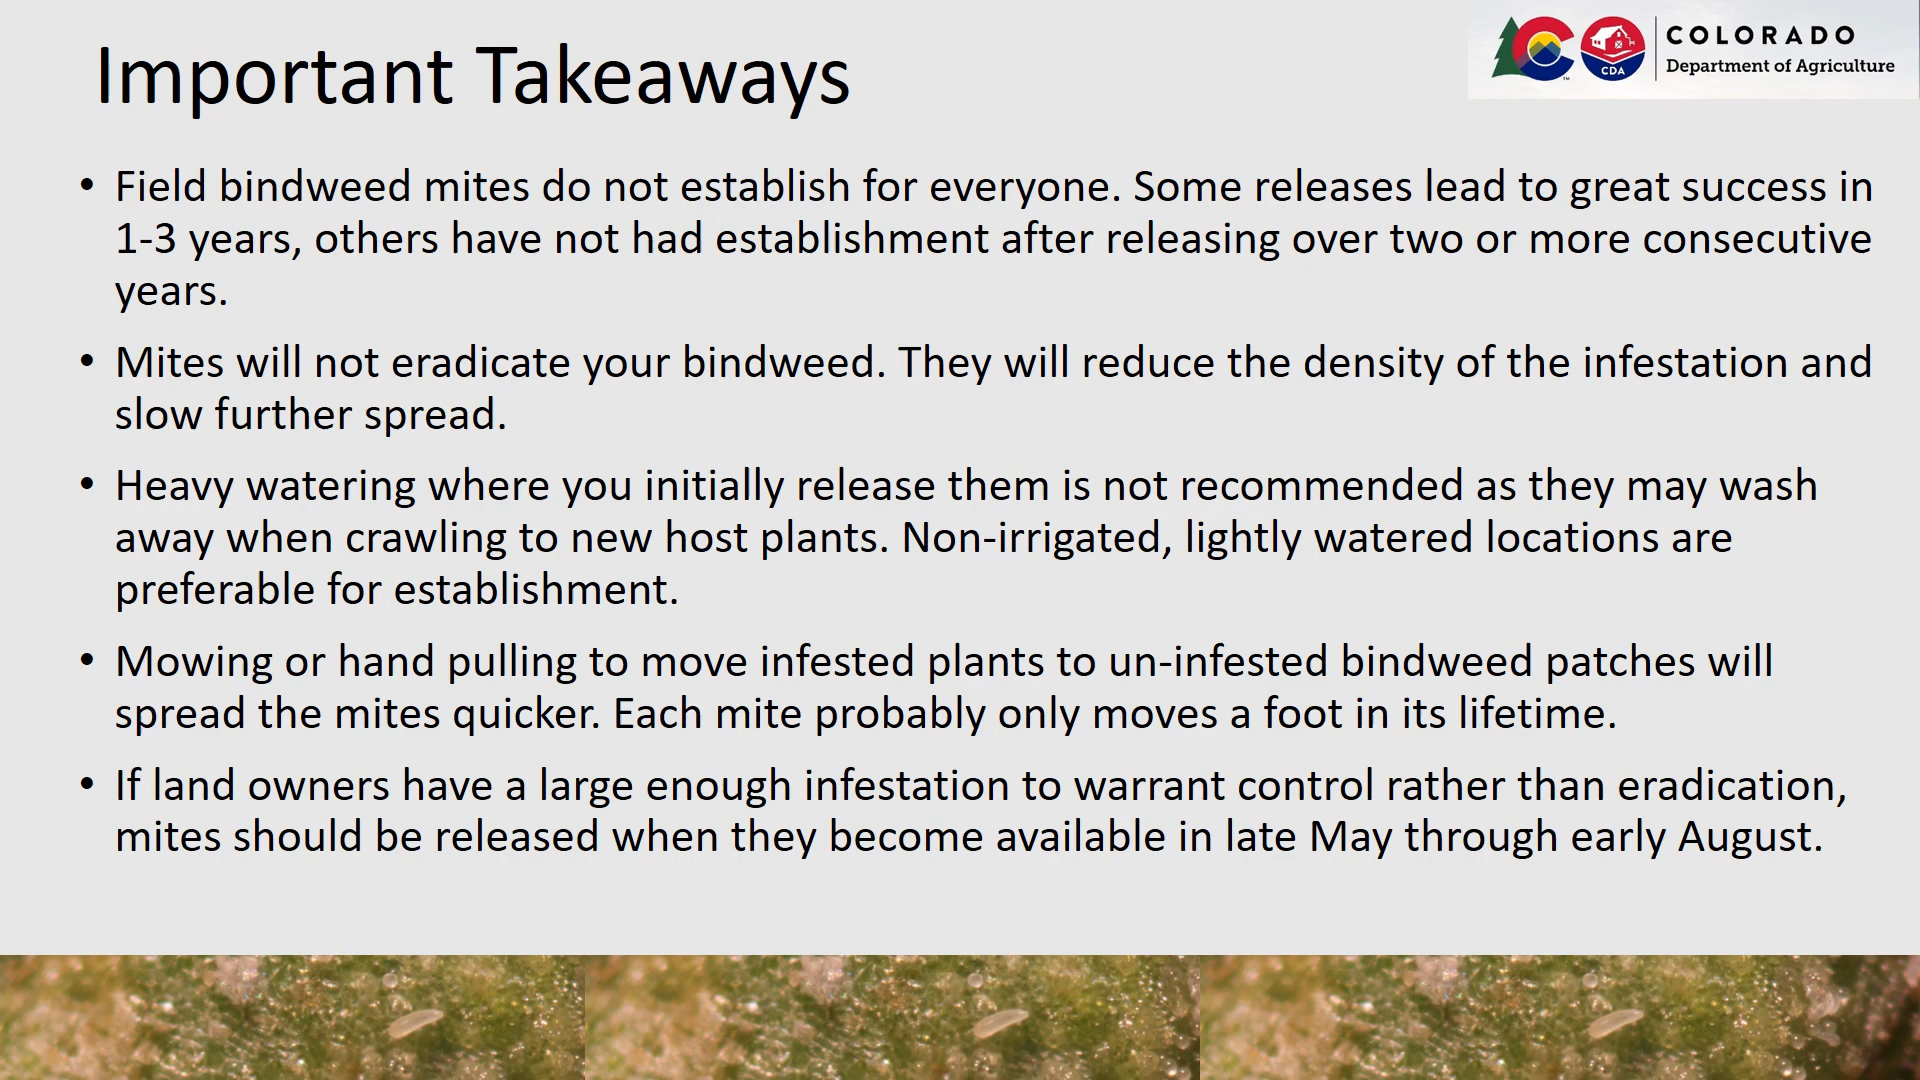 Important Takeaways
COLORADO
Department of Agriculture
CDA
• Field bindweed mites do not establish for everyone. Some releases lead to great success in
1-3 years, others have not had establishment after releasing over two or more consecutive
years.
• Mites will not eradicate your bindweed. They will reduce the density of the infestation and
slow further spread.
• Heavy watering where you initially release them is not recommended as they may wash
away when crawling to new host plants. Non-irrigated, lightly watered locations are
preferable for establishment.
• Mowing or hand pulling to move infested plants to un-infested bindweed patches will
spread the mites quicker. Each mite probably only moves a foot in its lifetime.
• If land owners have a large enough infestation to warrant control rather than eradication,
mites should be released when they become available in late May through early August.